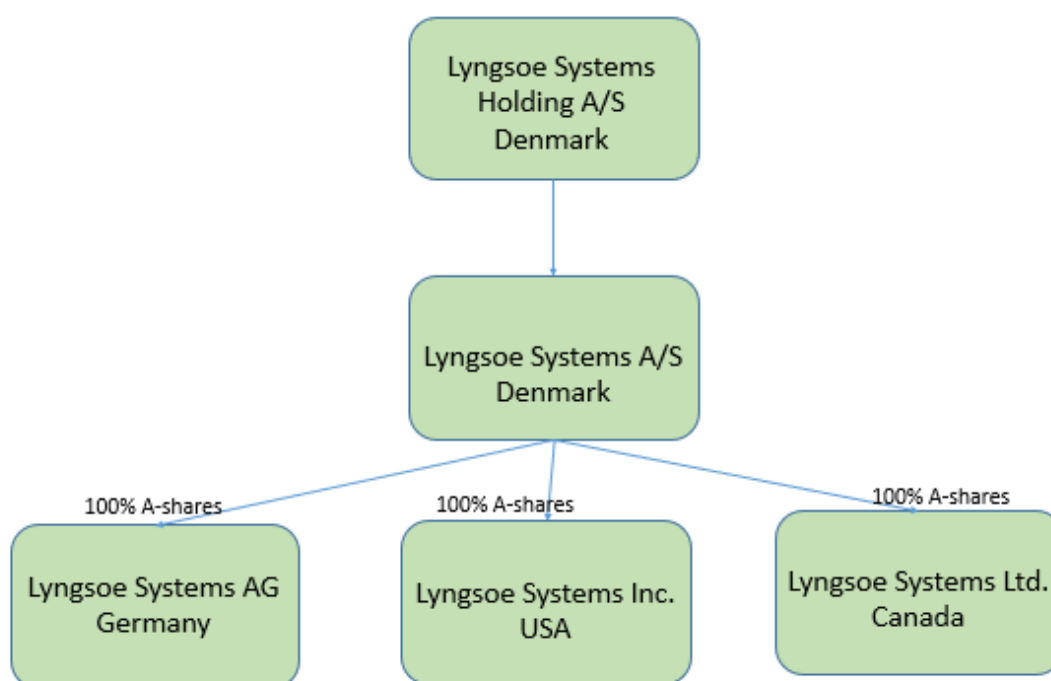 Lyngsoe Systems
Holding A/S
Denmark
Lyngsoe Systems A/S
Denmark
100% A-shares
100% A-shares
100% A-shares
Lyngsoe Systems AG
Germany
Lyngsoe Systems Inc.
USA
Lyngsoe Systems Ltd.
Canada